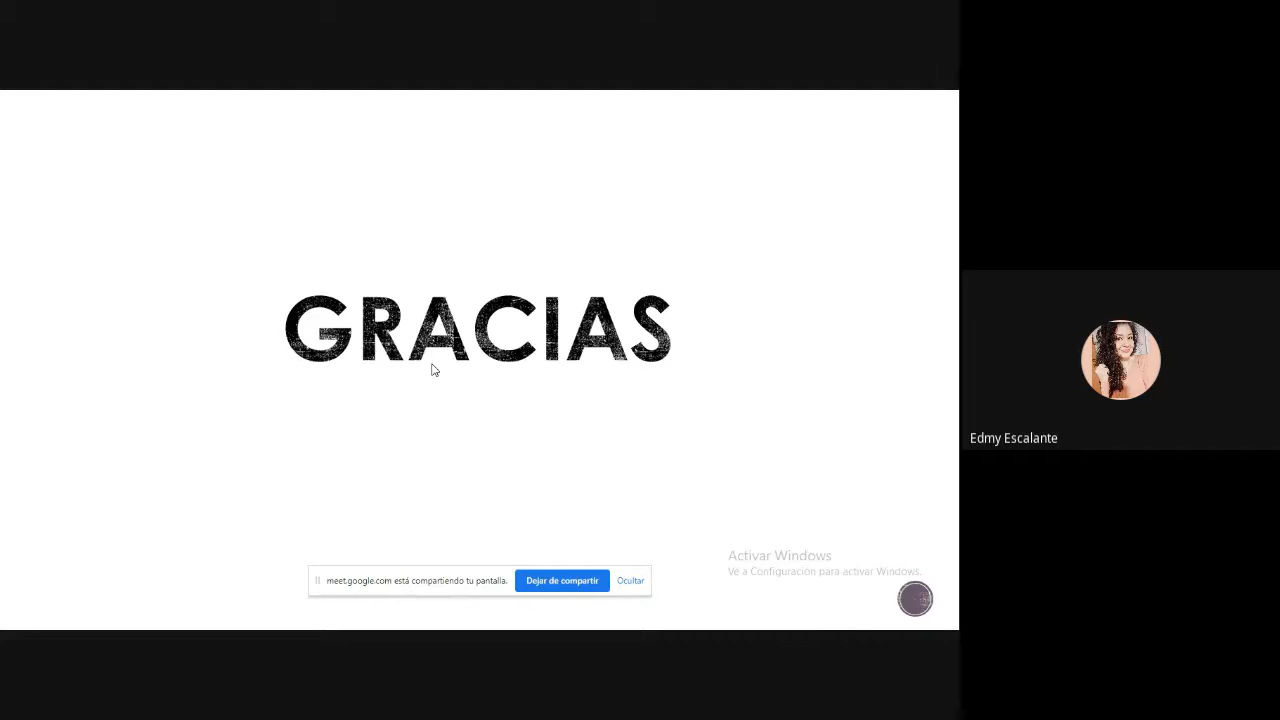 GRACIAS
Edmy Escalante
Activar Windows
Ve a Configuración para activar Windows.
meet.google.com está compartiendo tu pantalla. Dejar de compartir Ocultar